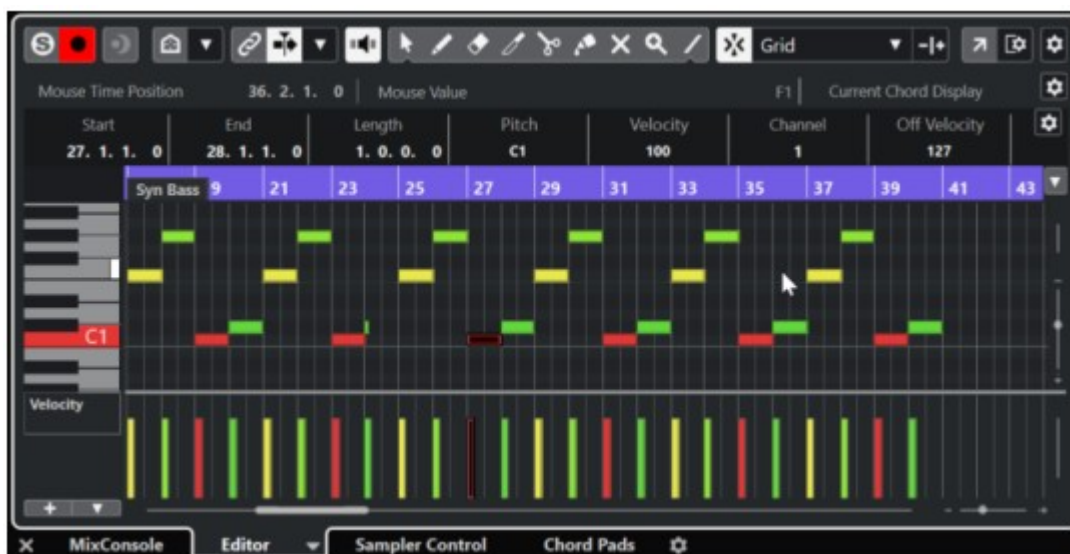 S Grid
Mouse Time Position 36. 2. 1. 0 Mouse Value F1 Current Chord Display
Start End Length Pitch Velocity Channel Off Velocity
27. 1. 1. 0 28. 1. 1. 0 1. 0. 0. 0 C1 100 1 127
Syn Bass 9 21 23 25 27 29 31 33 35 37 39 41 43
C1
Velocity
MixConsole Editor Sampler Control Chord Pads